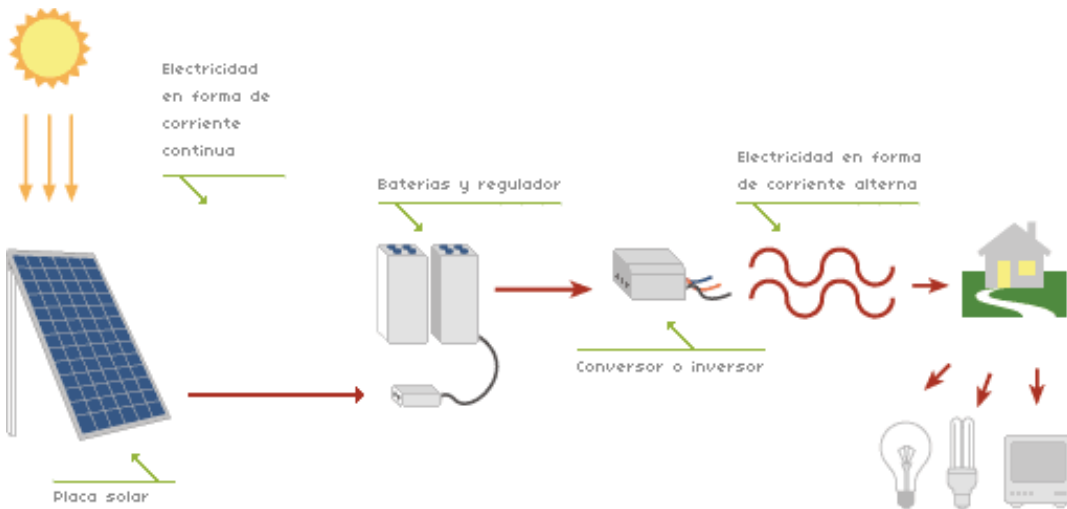 Electricidad
en forma de
corriente
continua
Baterias y regulador
Electricidad en forma
de corriente alterna
Conversor o inversor
Placa solar